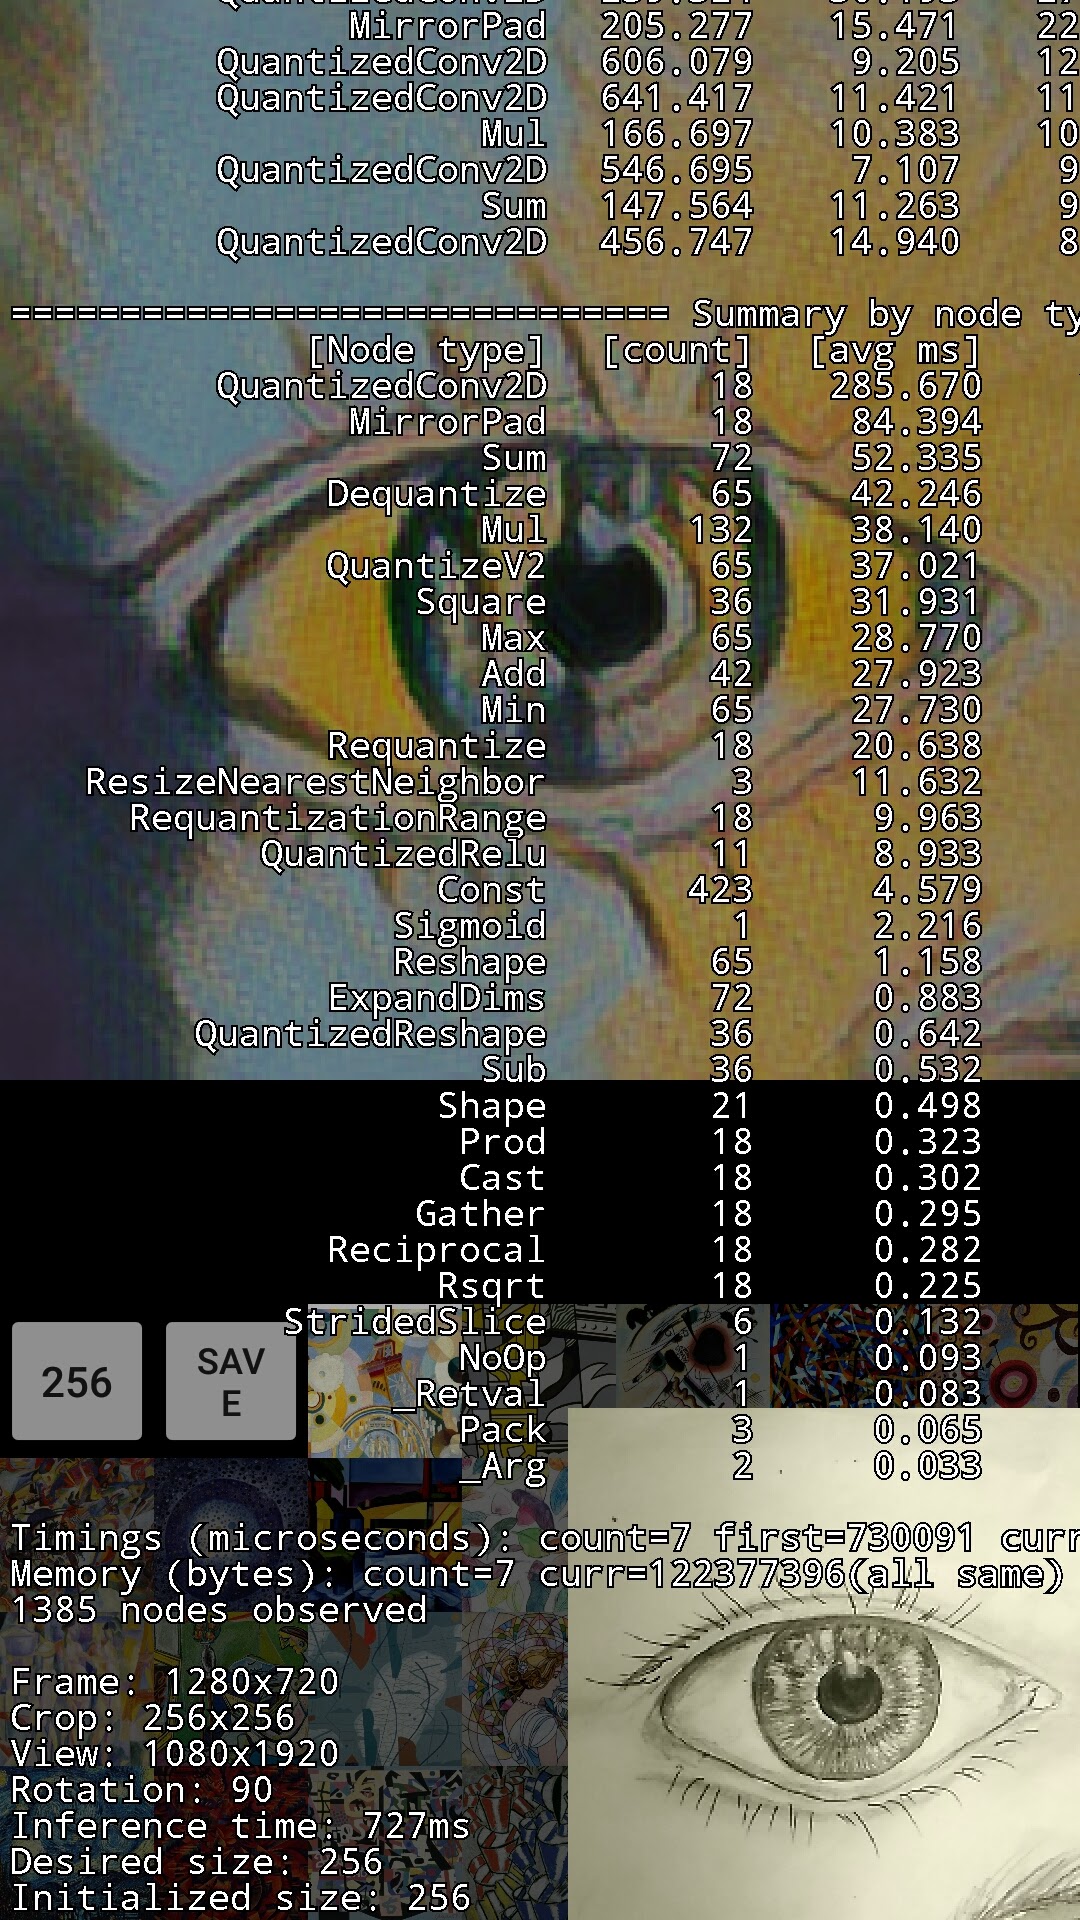 MirrorPad 205.277 15.471 22
QuantizedConv2D 606.079 9.205 12
QuantizedConv2D 641.417 11.421 11
Mul 166.697 10.383 10
QuantizedConv2D 546.695 7.107 9
Sum 147.564 11.263 9
QuantizedConv2D 456.747 14.940 8
============================== Summary by node ty
[Node type] [count] [avg ms]
QuantizedConv2D 18 285.670
MirrorPad 18 84.394
Sum 72 52.335
Dequantize 65 42.246
Mul 132 38.140
QuantizeV2 65 37.021
Square 36 31.931
Max 65 28.770
Add 42 27.923
Min 65 27.730
Requantize 18 20.638
ResizeNearestNeighbor 3 11.632
RequantizationRange 18 9.963
QuantizedRelu 11 8.933
Const 423 4.579
Sigmoid 1 2.216
Reshape 65 1.158
ExpandDims 72 0.883
QuantizedReshape 36 0.642
Sub 36 0.532
Shape 21 0.498
Prod 18 0.323
Cast 18 0.302
Gather 18 0.295
Reciprocal 18 0.282
Rsqrt 18 0.225
StridedSlice 6 0.132
256
SAV
E
NoOp 1 0.093
_Retval 1 0.083
Pack 3 0.065
_Arg 2 0.033
Timings (microseconds): count=7 first=730091 curr
Memory (bytes): count=7 curr=122377396(all same)
1385 nodes observed
Frame: 1280x720
Crop: 256x256
View: 1080x1920
Rotation: 90
Inference time: 727ms
Desired size: 256
Initialized size: 256